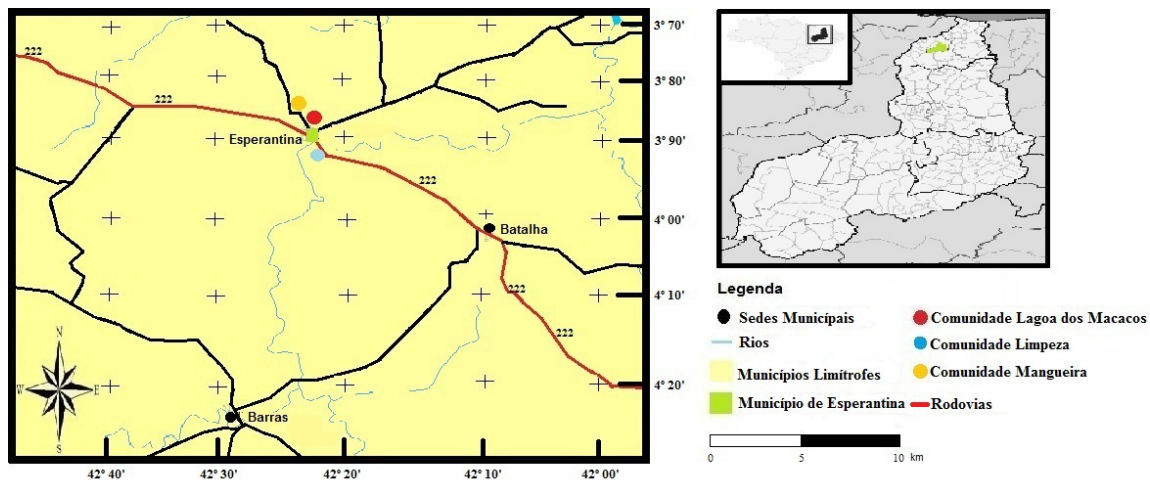 222
222
Esperantina
222
Batalha
222
222
Barras
N
W
E
S
3° 70'
3° 80'
3° 90'
4° 00'
4° 10'
4° 20'
42° 40'
42° 30'
42° 20'
42° 10'
42° 00'
Legenda
Sedes Municípais
Rios
Municípios Limítrofes
Município de Esperantina
Comunidade Lagoa dos Macacos
Comunidade Limpeza
Comunidade Mangueira
Rodovias
0 5 10 km